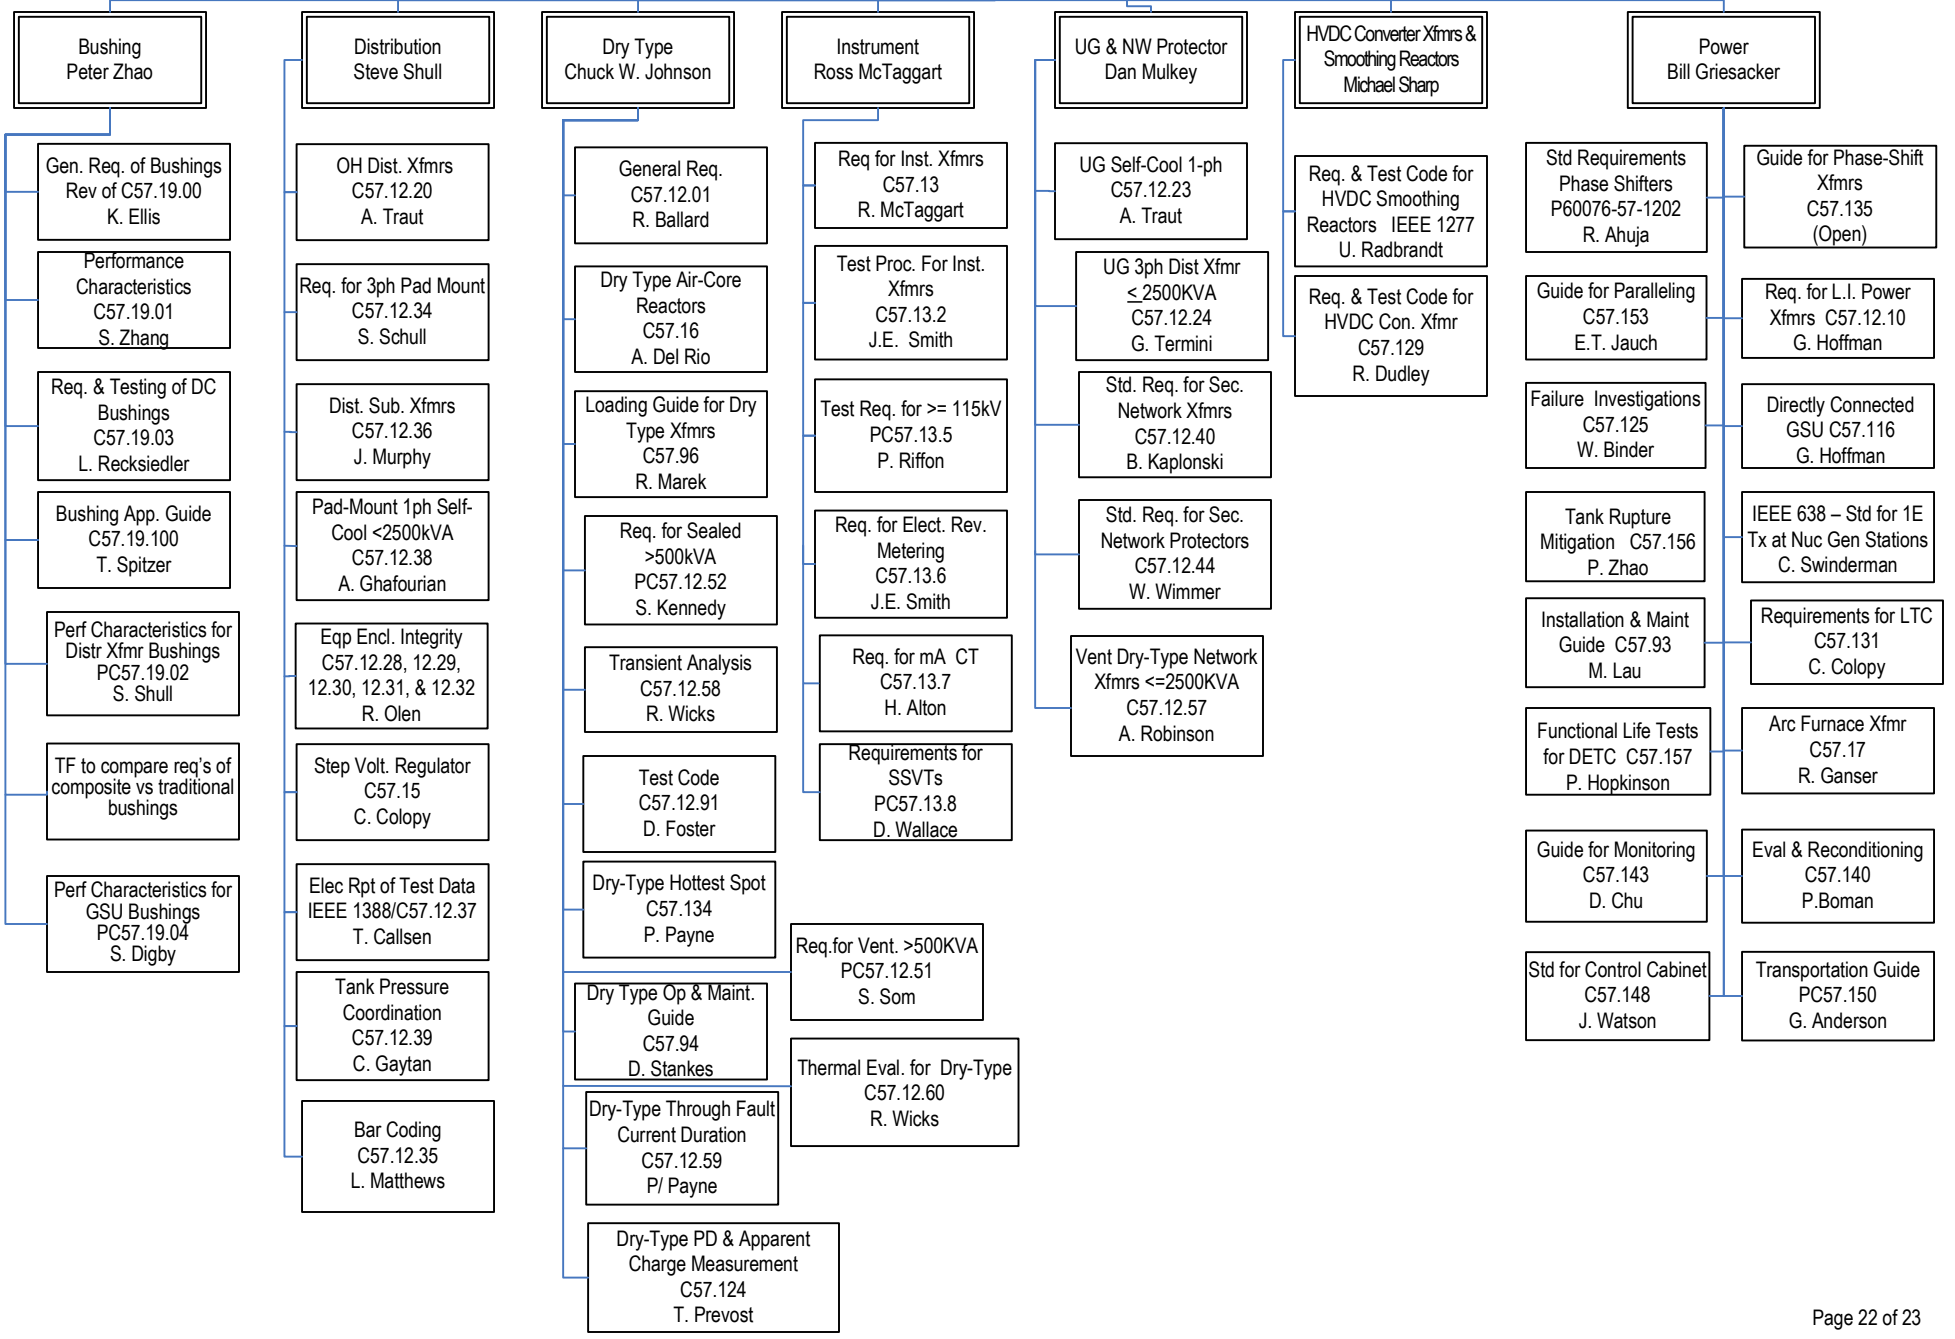 Bushing
Peter Zhao
Gen. Req. of Bushings
Rev of C57.19.00
K. Ellis
Performance
Characteristics
C57.19.01
S. Zhang
Req. & Testing of DC
Bushings
C57.19.03
L. Recksiedler
Bushing App. Guide
C57.19.100
T. Spitzer
Perf Characteristics for
Distr Xfmr Bushings
PC57.19.02
S. Shull
TF to compare req's of
composite vs traditional
bushings
Perf Characteristics for
GSU Bushings
PC57.19.04
S. Digby
Distribution
Steve Shull
OH Dist. Xfmrs
C57.12.20
A. Traut
Req. for 3ph Pad Mount
C57.12.34
S. Schull
Dist. Sub. Xfmrs
C57.12.36
J. Murphy
Pad-Mount 1ph Self-
Cool <2500kVA
C57.12.38
A. Ghafourian
Eqp Encl. Integrity
C57.12.28, 12.29,
12.30, 12.31, & 12.32
R. Olen
Step Volt. Regulator
C57.15
C. Colopy
Elec Rpt of Test Data
IEEE 1388/C57.12.37
T. Callsen
Tank Pressure
Coordination
C57.12.39
C. Gaytan
Bar Coding
C57.12.35
L. Matthews
Dry Type
Chuck W. Johnson
General Req.
C57.12.01
R. Ballard
Dry Type Air-Core
Reactors
C57.16
A. Del Rio
Loading Guide for Dry
Type Xfmrs
C57.96
R. Marek
Req. for Sealed
>500kVA
PC57.12.52
S. Kennedy
Transient Analysis
C57.12.58
R. Wicks
Test Code
C57.12.91
D. Foster
Dry-Type Hottest Spot
C57.134
P. Payne
Req.for Vent. >500KVA
PC57.12.51
S. Som
Dry Type Op & Maint.
Guide
C57.94
D. Stankes
Thermal Eval. for Dry-Type
C57.12.60
R. Wicks
Dry-Type Through Fault
Current Duration
C57.12.59
P/ Payne
Dry-Type PD & Apparent
Charge Measurement
C57.124
T. Prevost
Instrument
Ross McTaggart
Req for Inst. Xfmrs
C57.13
R. McTaggart
Test Proc. For Inst.
Xfmrs
C57.13.2
J.E. Smith
Test Req. for >= 115kV
PC57.13.5
P. Riffon
Req. for Elect. Rev.
Metering
C57.13.6
J.E. Smith
Req. for mA CT
C57.13.7
H. Alton
Requirements for
SSVTs
PC57.13.8
D. Wallace
UG & NW Protector
Dan Mulkey
UG Self-Cool 1-ph
C57.12.23
A. Traut
UG 3ph Dist Xfmr
< 2500KVA
C57.12.24
G. Termini
Std. Req. for Sec.
Network Xfmrs
C57.12.40
B. Kaplonski
Std. Req. for Sec.
Network Protectors
C57.12.44
W. Wimmer
Vent Dry-Type Network
Xfmrs <=2500KVA
C57.12.57
A. Robinson
HVDC Converter Xfmrs &
Smoothing Reactors
Michael Sharp
Req. & Test Code for
HVDC Smoothing
Reactors IEEE 1277
U. Radbrandt
Req. & Test Code for
HVDC Con. Xfmr
C57.129
R. Dudley
Power
Bill Griesacker
Std Requirements
Phase Shifters
P60076-57-1202
R. Ahuja
Guide for Phase-Shift
Xfmrs
C57.135
(Open)
Guide for Paralleling
C57.153
E.T. Jauch
Req. for L.I. Power
Xfmrs C57.12.10
G. Hoffman
Failure Investigations
C57.125
W. Binder
Directly Connected
GSU C57.116
G. Hoffman
Tank Rupture
Mitigation C57.156
P. Zhao
IEEE 638 – Std for 1E
Tx at Nuc Gen Stations
C. Swinderman
Installation & Maint
Guide C57.93
M. Lau
Requirements for LTC
C57.131
C. Colopy
Functional Life Tests
for DETC C57.157
P. Hopkinson
Arc Furnace Xfmr
C57.17
R. Ganser
Guide for Monitoring
C57.143
D. Chu
Eval & Reconditioning
C57.140
P.Boman
Std for Control Cabinet
C57.148
J. Watson
Transportation Guide
PC57.150
G. Anderson
Page 22 of 23